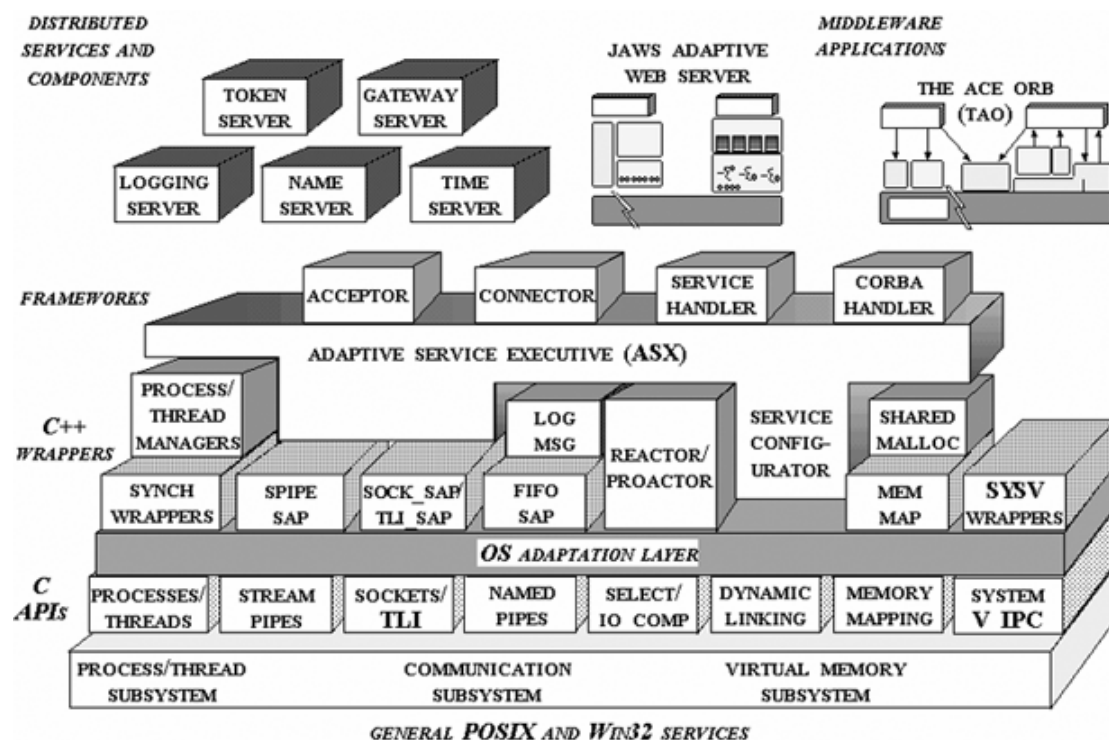 DISTRIBUTED
SERVICES AND
COMPONENTS
TOKEN
SERVER
GATEWAY
SERVER
LOGGING
SERVER
NAME
SERVER
TIME
SERVER
JAWS ADAPTIVE
WEB SERVER
MIDDLEWARE
APPLICATIONS
THE ACE ORB
(TAO)
FRAMEWORKS
ACCEPTOR
CONNECTOR
SERVICE
HANDLER
CORBA
HANDLER
ADAPTIVE SERVICE EXECUTIVE (ASX)
C++
WRAPPERS
PROCESS/
THREAD
MANAGERS
LOG
MSG
REACTOR/
PROACTOR
SERVICE
CONFIG-
URATOR
SHARED
MALLOC
SYNCH
WRAPPERS
SPIPE
SAP
SOCK_SAP/
TLI_SAP
FIFO
SAP
MEM
MAP
SYSV
WRAPPERS
OS ADAPTATION LAYER
C
APIs
PROCESSES/
THREADS
STREAM
PIPES
SOCKETS/
TLI
NAMED
PIPES
SELECT/
IO COMP
DYNAMIC
LINKING
MEMORY
MAPPING
SYSTEM
V IPC
PROCESS/THREAD
SUBSYSTEM
COMMUNICATION
SUBSYSTEM
VIRTUAL MEMORY
SUBSYSTEM
GENERAL POSIX AND WIN32 SERVICES